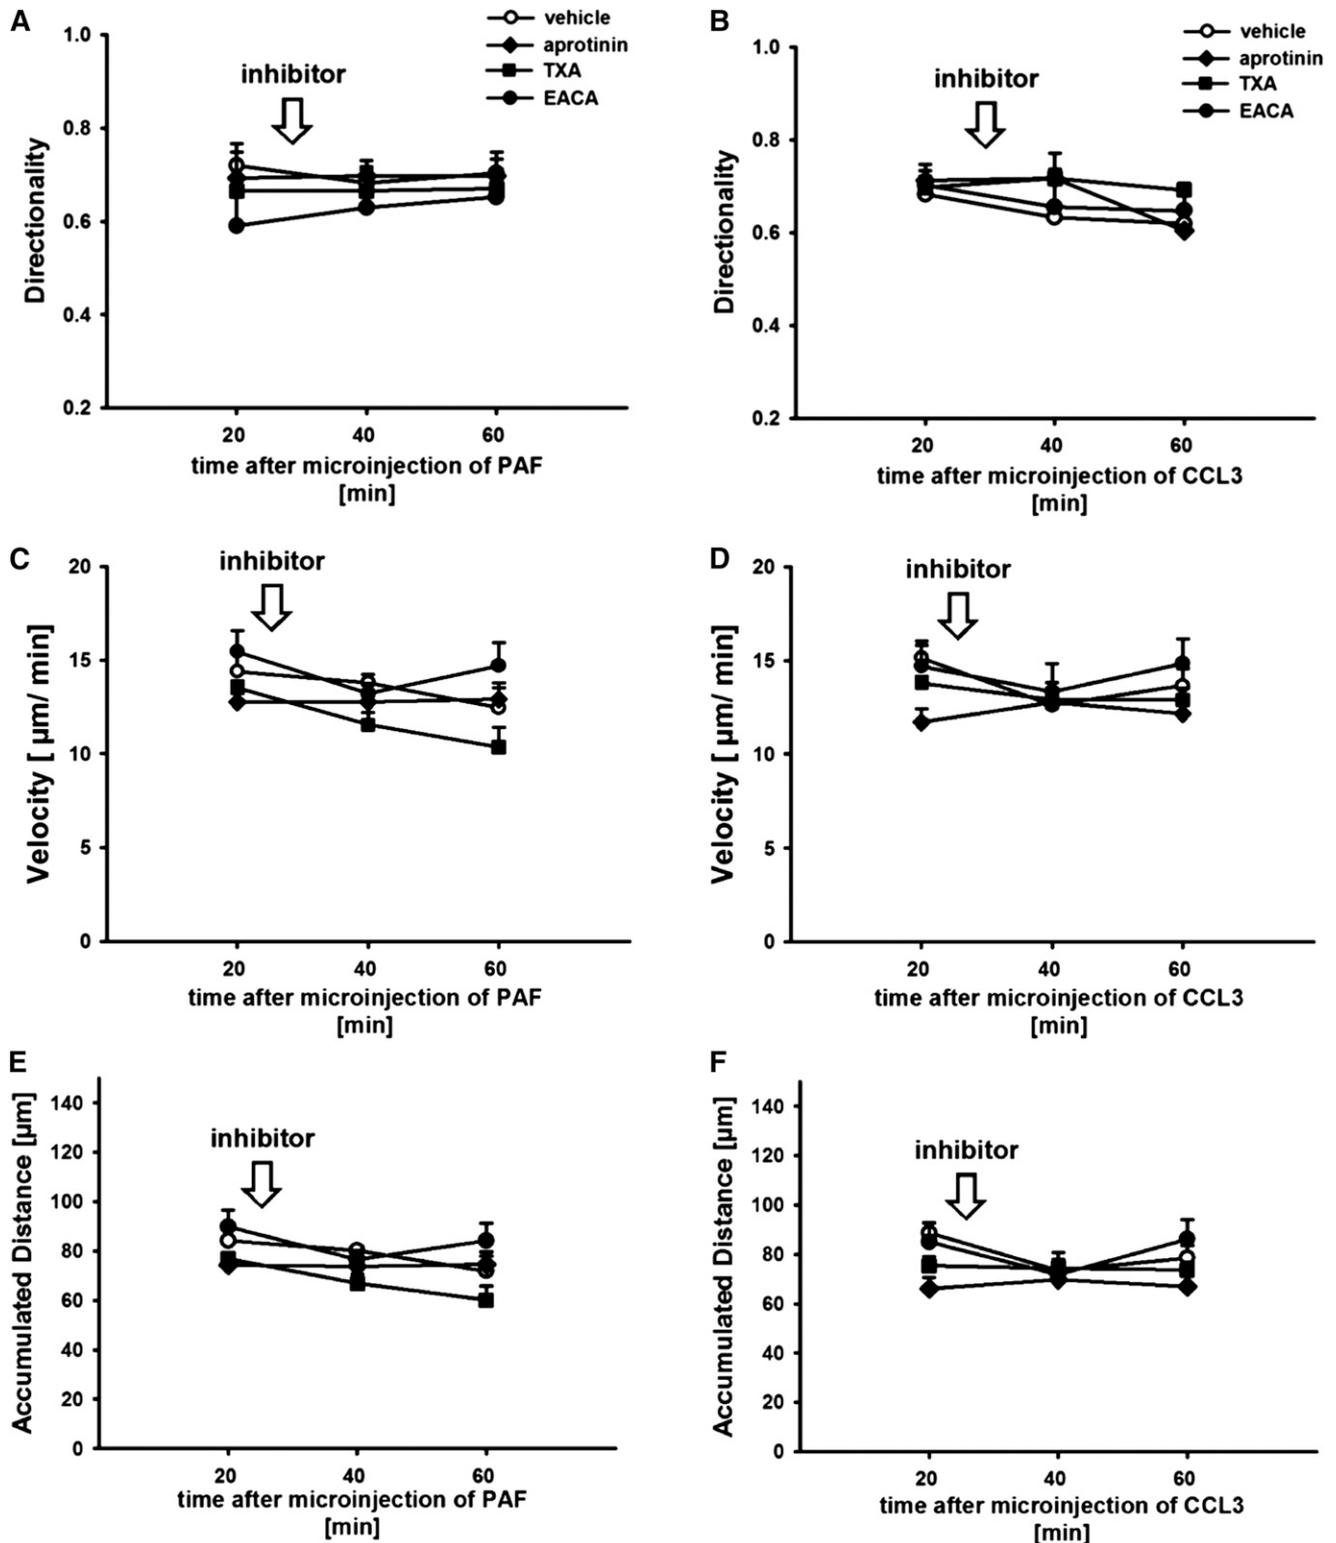 A
vehicle
aprotinin
TXA
EACA
inhibitor
1.0
0.8
0.6
0.4
0.2
Directionality
20 40 60
time after microinjection of PAF
[min]
B
vehicle
aprotinin
TXA
EACA
inhibitor
1.0
0.8
0.6
0.4
0.2
Directionality
20 40 60
time after microinjection of CCL3
[min]
C
inhibitor
20
15
10
5
0
Velocity [ µm/ min]
20 40 60
time after microinjection of PAF
[min]
D
inhibitor
20
15
10
5
0
Velocity [ µm/ min]
20 40 60
time after microinjection of CCL3
[min]
E
inhibitor
140
120
100
80
60
40
20
0
Accumulated Distance [µm]
20 40 60
time after microinjection of PAF
[min]
F
inhibitor
140
120
100
80
60
40
20
0
Accumulated Distance [µm]
20 40 60
time after microinjection of CCL3
[min]